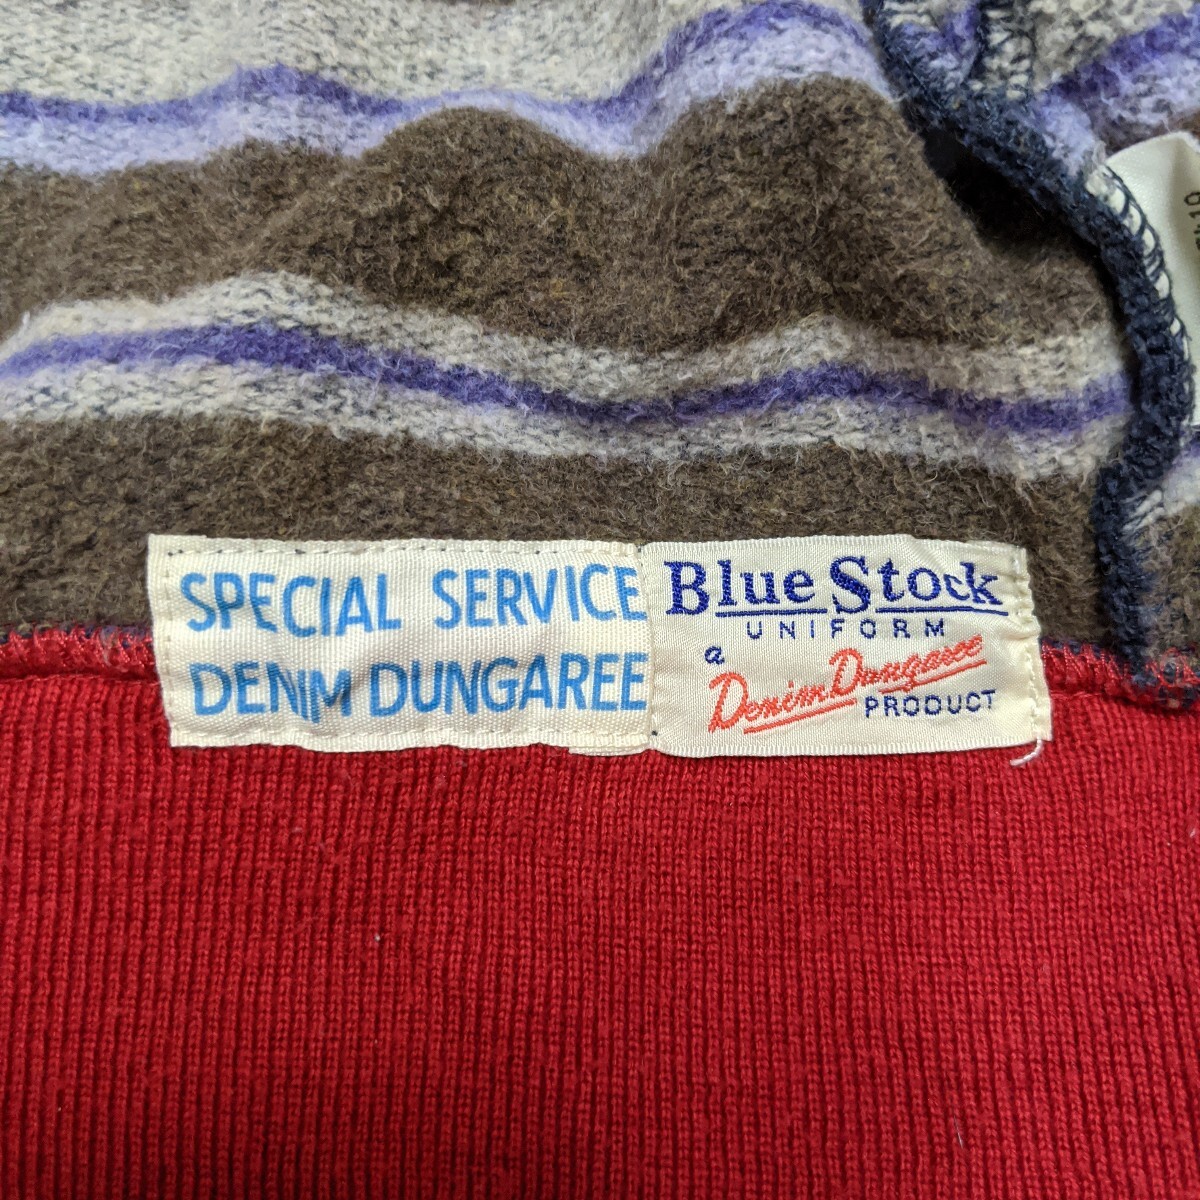 SPECIAL SERVICE
DENIM DUNGAREE
Blue Stock
UNIFORM
a
Denim Dungaree
PRODUCT